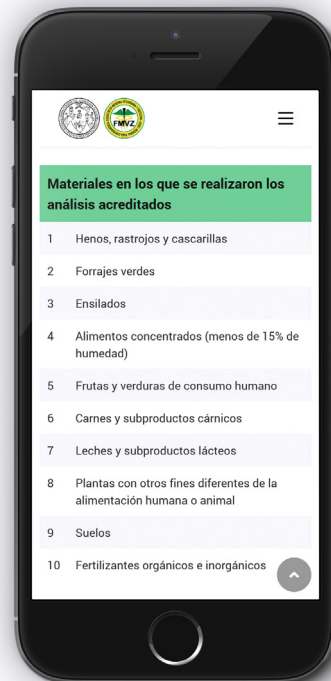 FMVZ
Materiales en los que se realizaron los
análisis acreditados
1 Henos, rastrojos y cascarillas
2 Forrajes verdes
3 Ensilados
4 Alimentos concentrados (menos de 15% de
humedad)
5 Frutas y verduras de consumo humano
6 Carnes y subproductos cárnicos
7 Leches y subproductos lácteos
8 Plantas con otros fines diferentes de la
alimentación humana o animal
9 Suelos
10 Fertilizantes orgánicos e inorgánicos